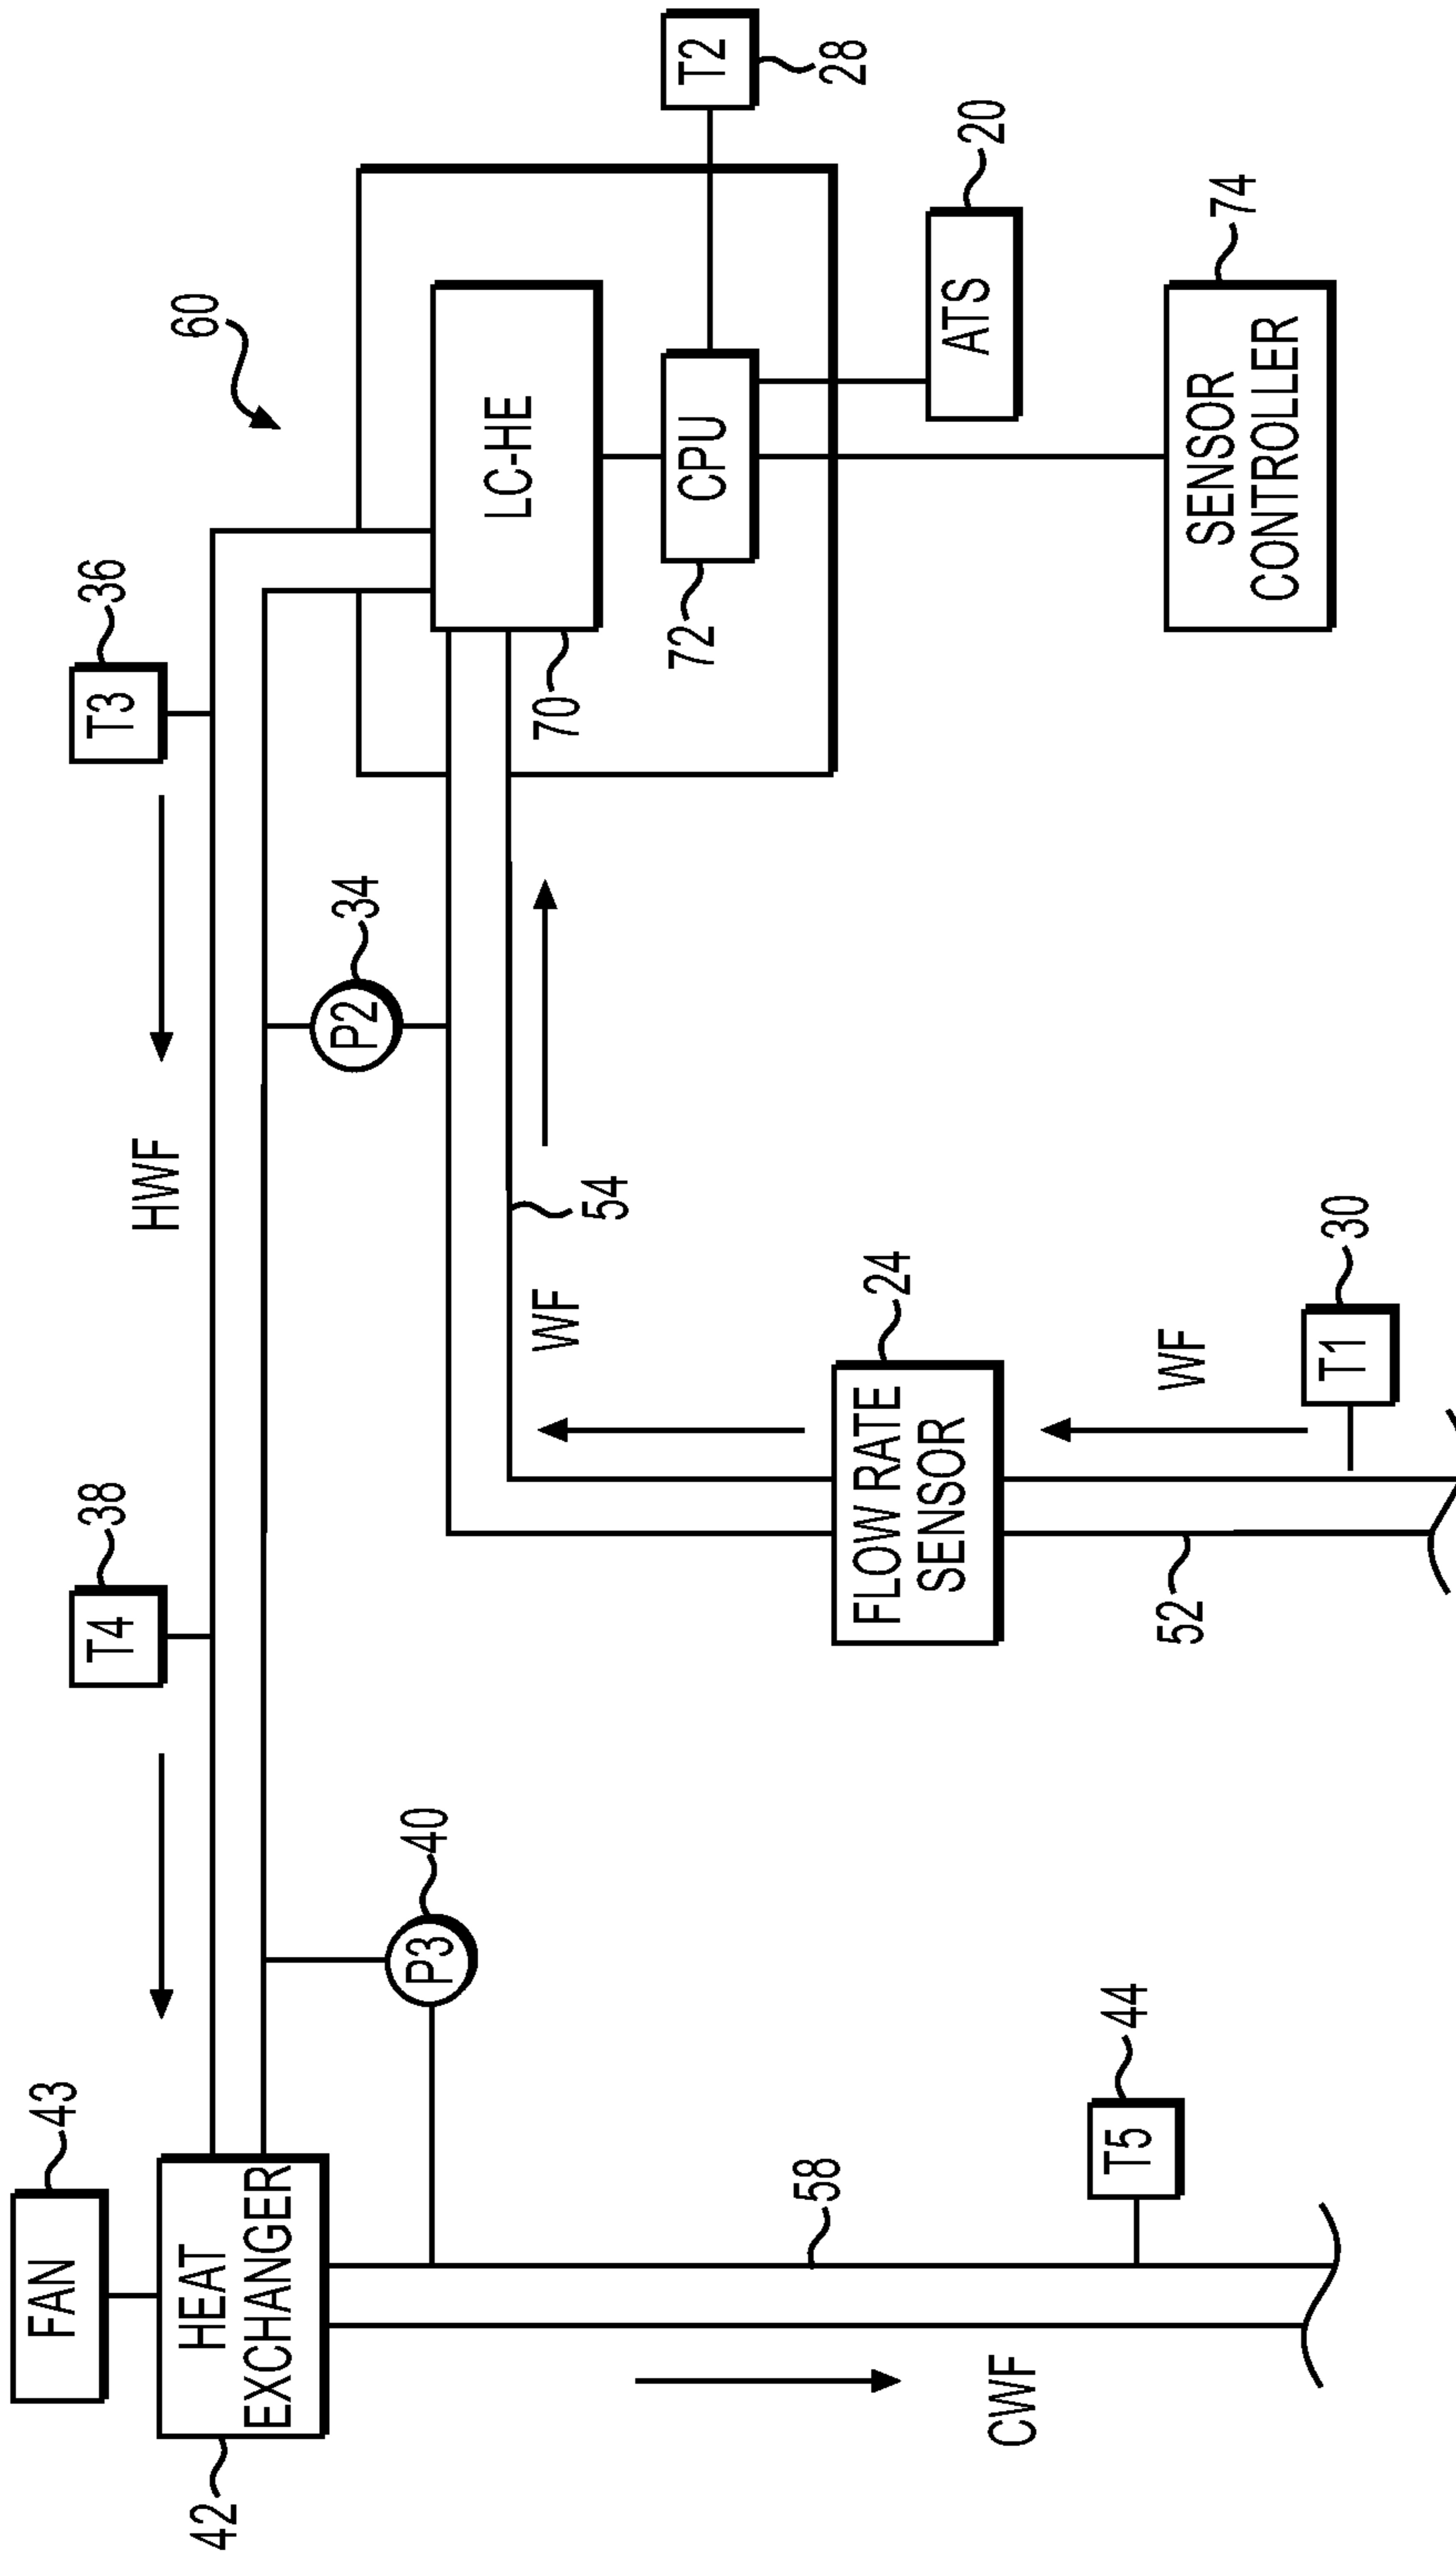 FAN
43
HEAT
EXCHANGER
42
T4
38
HWF
T3
36
60
P3
40
P2
34
LC-HE
70
CPU
72
T2
28
ATS
20
SENSOR
CONTROLLER
74
WF
54
FLOW RATE
SENSOR
24
WF
52
T1
30
58
T5
44
CWF